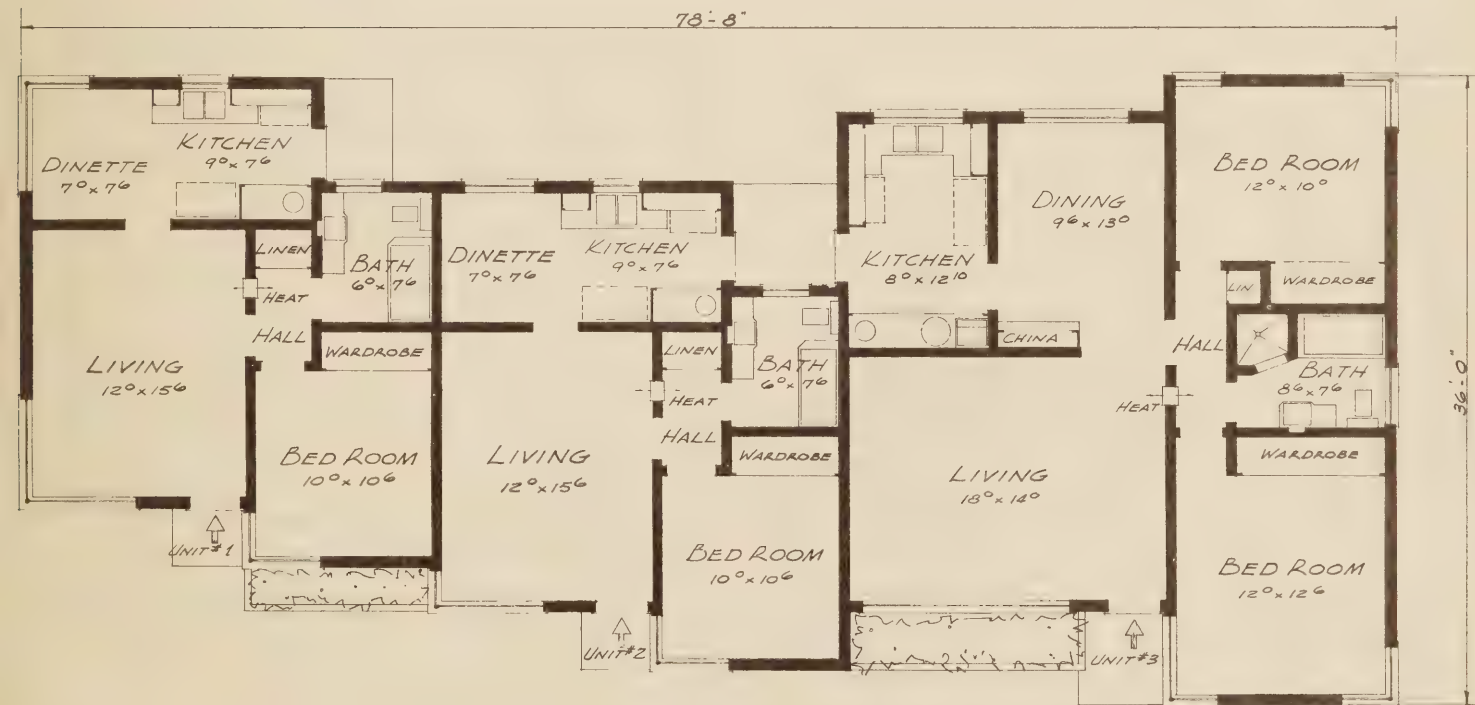 78'-8"
KITCHEN
9⁰ x 7⁶
DINETTE
7⁰ x 7⁶
LINEN
BATH
6⁰ x 7⁶
HEAT
HALL
WARDROBE
LIVING
12⁰ x 15⁶
BED ROOM
10⁰ x 10⁶
UNIT #1
DINETTE
7⁰ x 7⁶
KITCHEN
9⁰ x 7⁶
LINEN
BATH
6⁰ x 7⁶
HEAT
HALL
WARDROBE
LIVING
12⁰ x 15⁶
BED ROOM
10⁰ x 10⁶
UNIT #2
KITCHEN
8⁰ x 12¹⁰
DINING
9⁶ x 13⁰
CHINA
BED ROOM
12⁰ x 10⁰
LIN
WARDROBE
HALL
BATH
8⁶ x 7⁶
HEAT
WARDROBE
LIVING
18⁰ x 14⁰
BED ROOM
12⁰ x 12⁶
UNIT #3
36'-0"